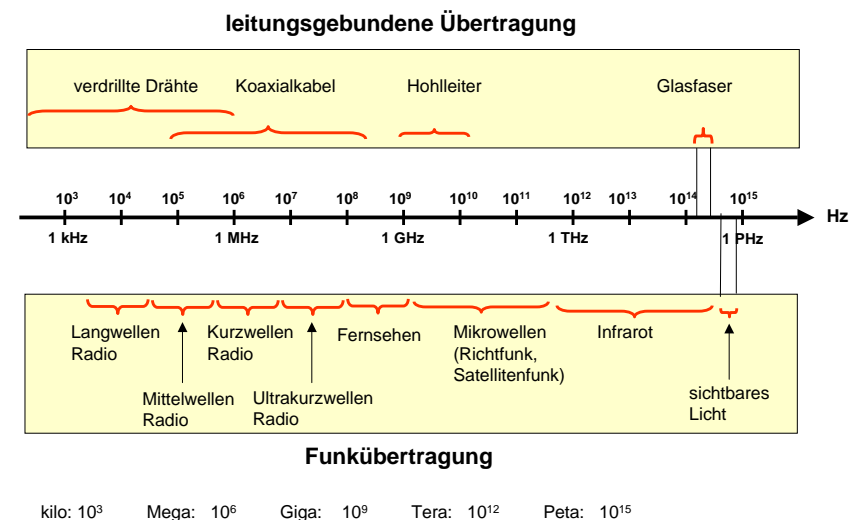 leitungsgebundene Übertragung
verdrillte Drähte Koaxialkabel Hohlleiter Glasfaser
10³ 10⁴ 10⁵ 10⁶ 10⁷ 10⁸ 10⁹ 10¹⁰ 10¹¹ 10¹² 10¹³ 10¹⁴ 10¹⁵
Hz
1 kHz 1 MHz 1 GHz 1 THz 1 PHz
Langwellen Radio
Kurzwellen Radio
Fernsehen
Mikrowellen
(Richtfunk,
Satellitenfunk)
Infrarot
Mittelwellen
Radio
Ultrakurzwellen
Radio
sichtbares
Licht
Funkübertragung
kilo: 10³ Mega: 10⁶ Giga: 10⁹ Tera: 10¹² Peta: 10¹⁵